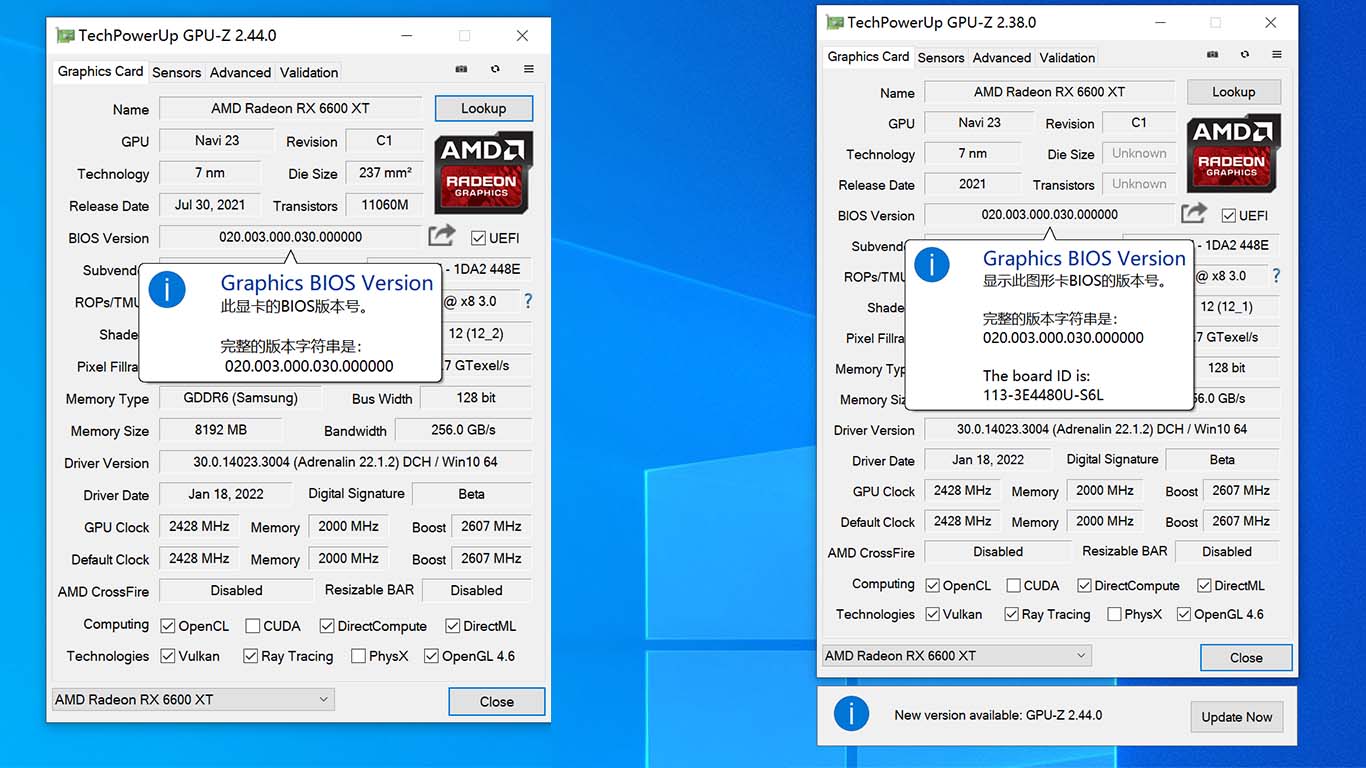 TechPowerUp GPU-Z 2.44.0
Graphics Card Sensors Advanced Validation
Name AMD Radeon RX 6600 XT Lookup
GPU Navi 23 Revision C1
Technology 7 nm Die Size 237 mm²
Release Date Jul 30, 2021 Transistors 11060M
BIOS Version 020.003.000.030.000000 UEFI
AMD
RADEON
GRAPHICS
Subvend - 1DA2 448E
ROPs/TMU @ x8 3.0 ?
Shade 12 (12_2)
Pixel Fillra .7 GTexel/s
Graphics BIOS Version
此显卡的BIOS版本号。
完整的版本字符串是：
020.003.000.030.000000
Memory Type GDDR6 (Samsung) Bus Width 128 bit
Memory Size 8192 MB Bandwidth 256.0 GB/s
Driver Version 30.0.14023.3004 (Adrenalin 22.1.2) DCH / Win10 64
Driver Date Jan 18, 2022 Digital Signature Beta
GPU Clock 2428 MHz Memory 2000 MHz Boost 2607 MHz
Default Clock 2428 MHz Memory 2000 MHz Boost 2607 MHz
AMD CrossFire Disabled Resizable BAR Disabled
Computing OpenCL CUDA DirectCompute DirectML
Technologies Vulkan Ray Tracing PhysX OpenGL 4.6
AMD Radeon RX 6600 XT Close
TechPowerUp GPU-Z 2.38.0
Graphics Card Sensors Advanced Validation
Name AMD Radeon RX 6600 XT Lookup
GPU Navi 23 Revision C1
Technology 7 nm Die Size Unknown
Release Date 2021 Transistors Unknown
BIOS Version 020.003.000.030.000000 UEFI
AMD
RADEON
GRAPHICS
Subvend - 1DA2 448E
ROPs/TMU @ x8 3.0 ?
Shade 12 (12_1)
Pixel Fillra .7 GTexel/s
Memory Typ 128 bit
Memory Siz 56.0 GB/s
Graphics BIOS Version
显示此图形卡BIOS的版本号。
完整的版本字符串是：
020.003.000.030.000000
The board ID is:
113-3E4480U-S6L
Driver Version 30.0.14023.3004 (Adrenalin 22.1.2) DCH / Win10 64
Driver Date Jan 18, 2022 Digital Signature Beta
GPU Clock 2428 MHz Memory 2000 MHz Boost 2607 MHz
Default Clock 2428 MHz Memory 2000 MHz Boost 2607 MHz
AMD CrossFire Disabled Resizable BAR Disabled
Computing OpenCL CUDA DirectCompute DirectML
Technologies Vulkan Ray Tracing PhysX OpenGL 4.6
AMD Radeon RX 6600 XT Close
New version available: GPU-Z 2.44.0 Update Now